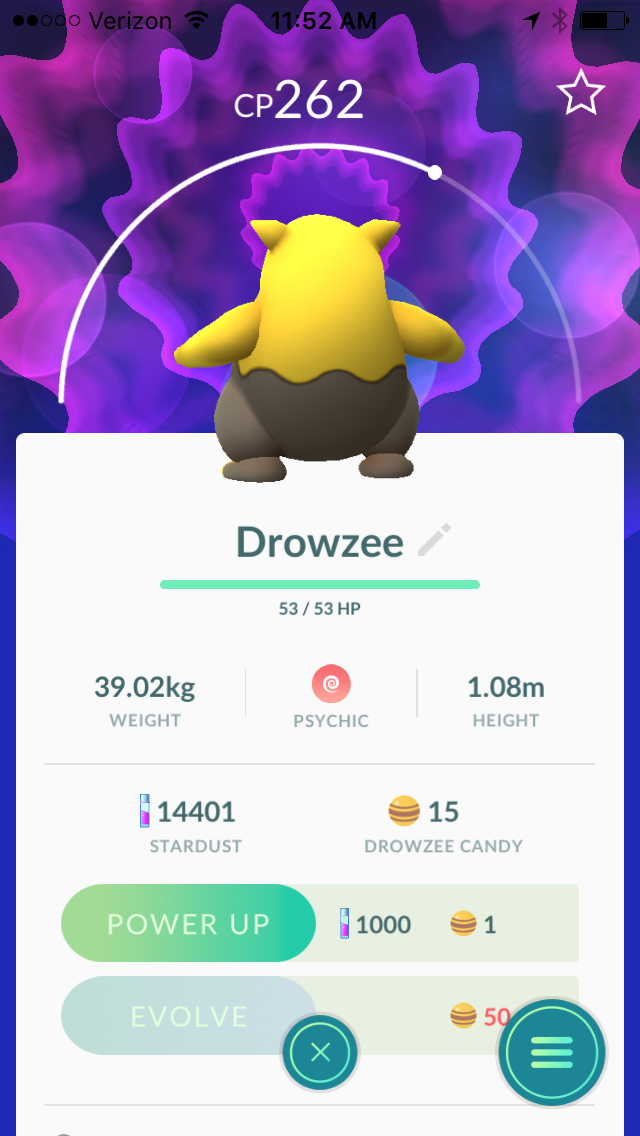 Verizon 11:52 AM
CP262
Drowzee
53 / 53 HP
39.02kg 1.08m
WEIGHT PSYCHIC HEIGHT
14401 15
STARDUST DROWZEE CANDY
POWER UP 1000 1
EVOLVE 50